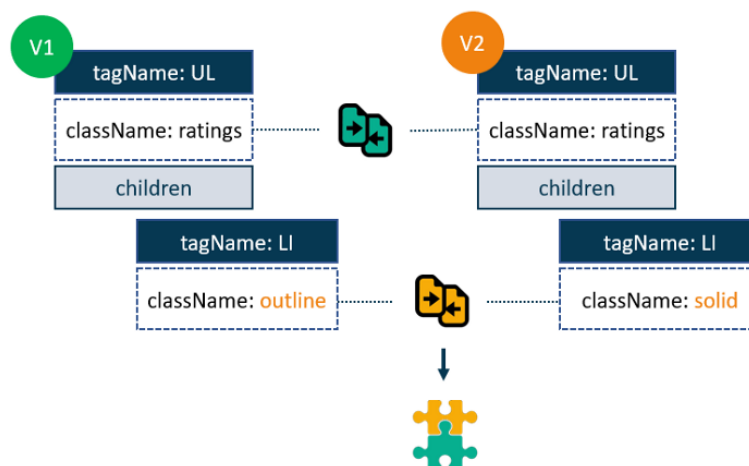 V1
V2
tagName: UL
tagName: UL
className: ratings
className: ratings
children
children
tagName: LI
tagName: LI
className: outline
className: solid